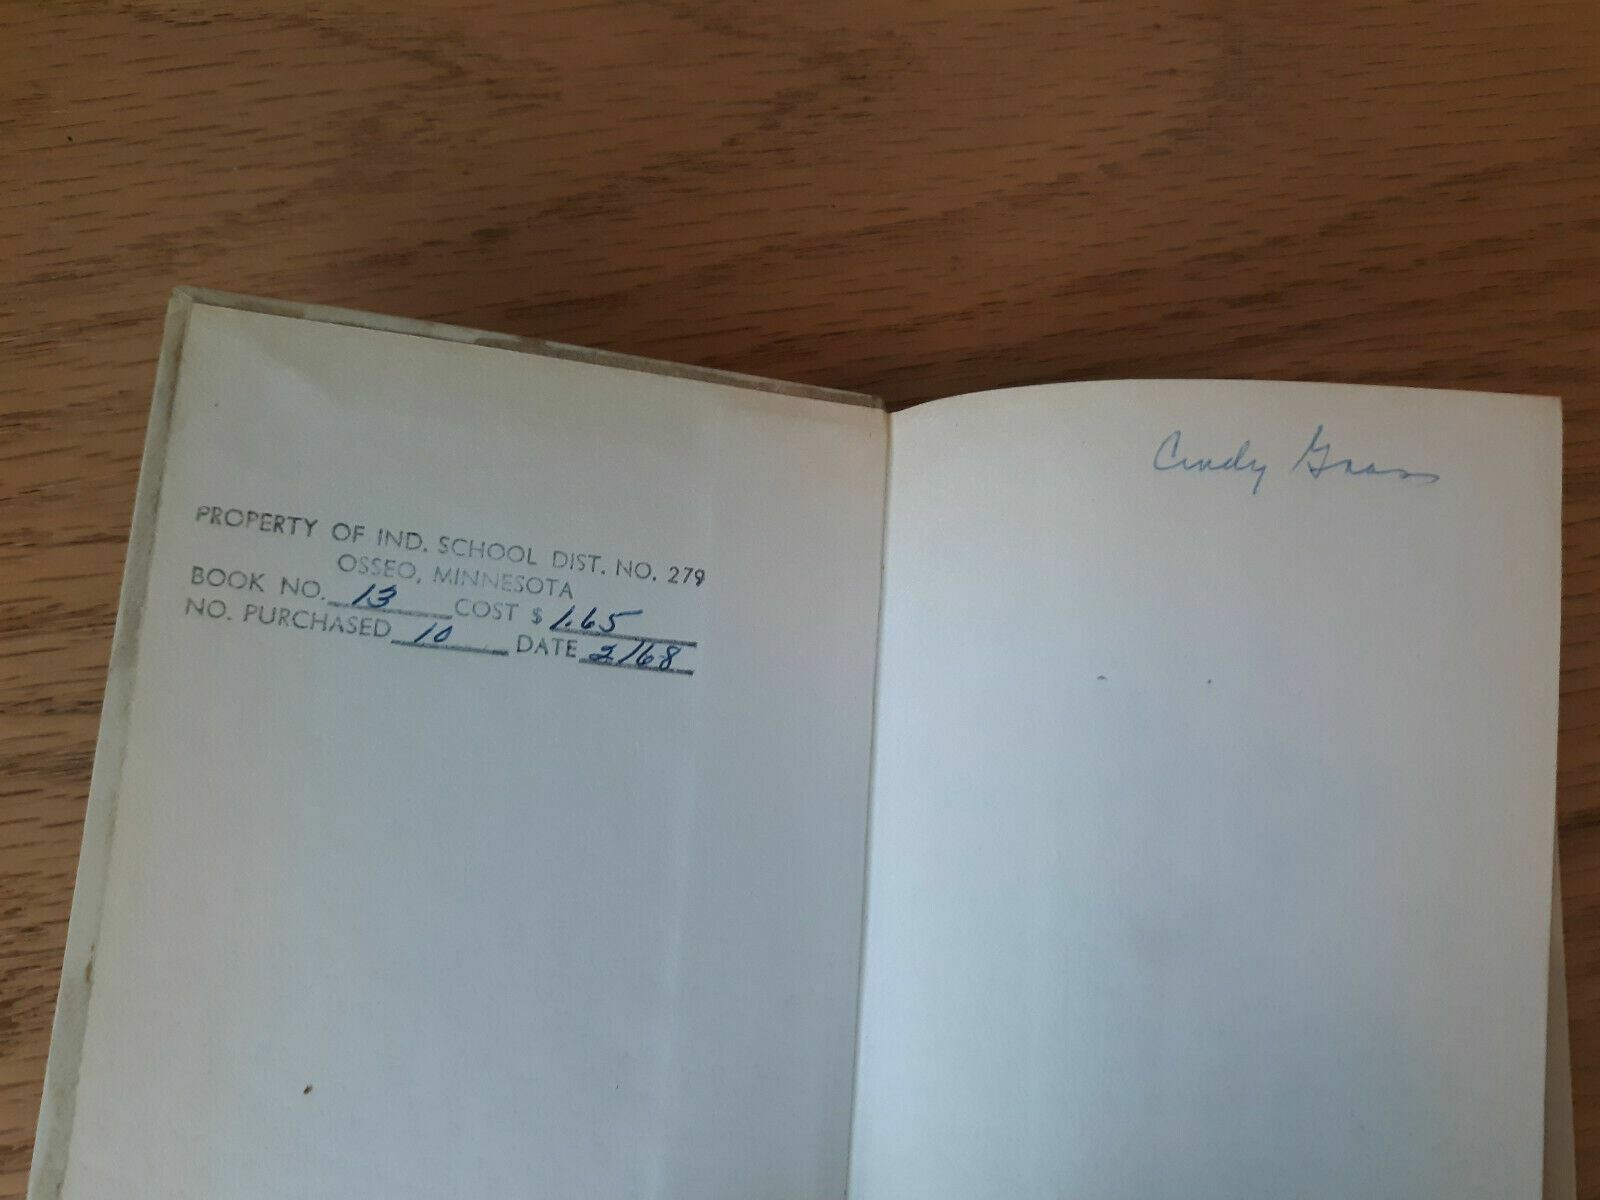 PROPERTY OF IND. SCHOOL DIST. NO. 279
OSSEO, MINNESOTA
BOOK NO. 13 COST $ 1.65
NO. PURCHASED 10 DATE 2/68
Cindy